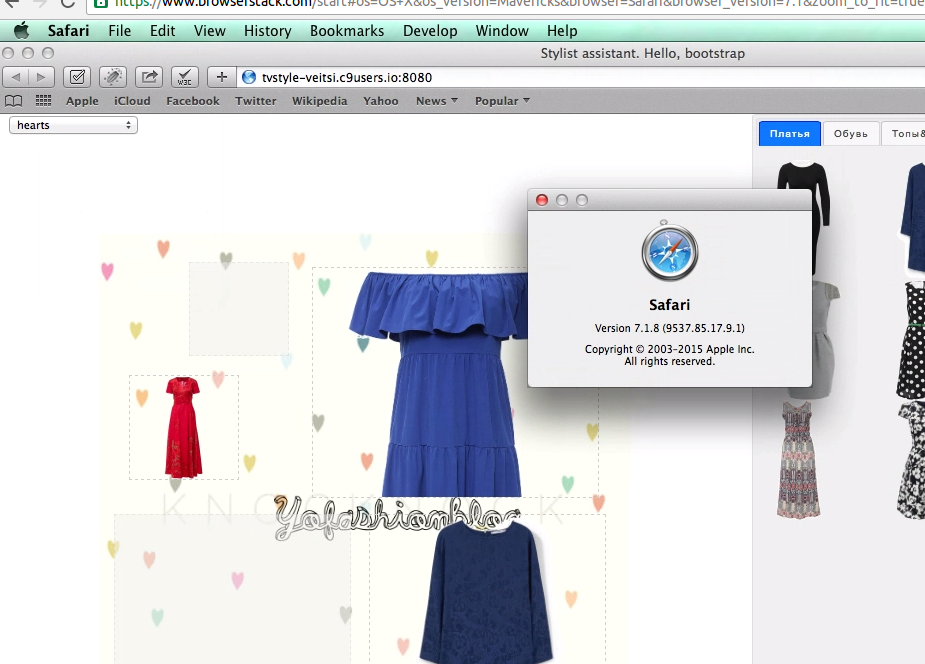 https://www.browserstack.com/start#os=OS+X&os_version=Mavericks&browser=Safari&browser_version=7.1&zoom_to_fit=true
Safari File Edit View History Bookmarks Develop Window Help
Stylist assistant. Hello, bootstrap
W3C
tvstyle-veitsi.c9users.io:8080
Apple iCloud Facebook Twitter Wikipedia Yahoo News Popular
hearts
Платья Обувь Топы&
Safari
Version 7.1.8 (9537.85.17.9.1)
Copyright © 2003-2015 Apple Inc.
All rights reserved.
Yofashionbloc